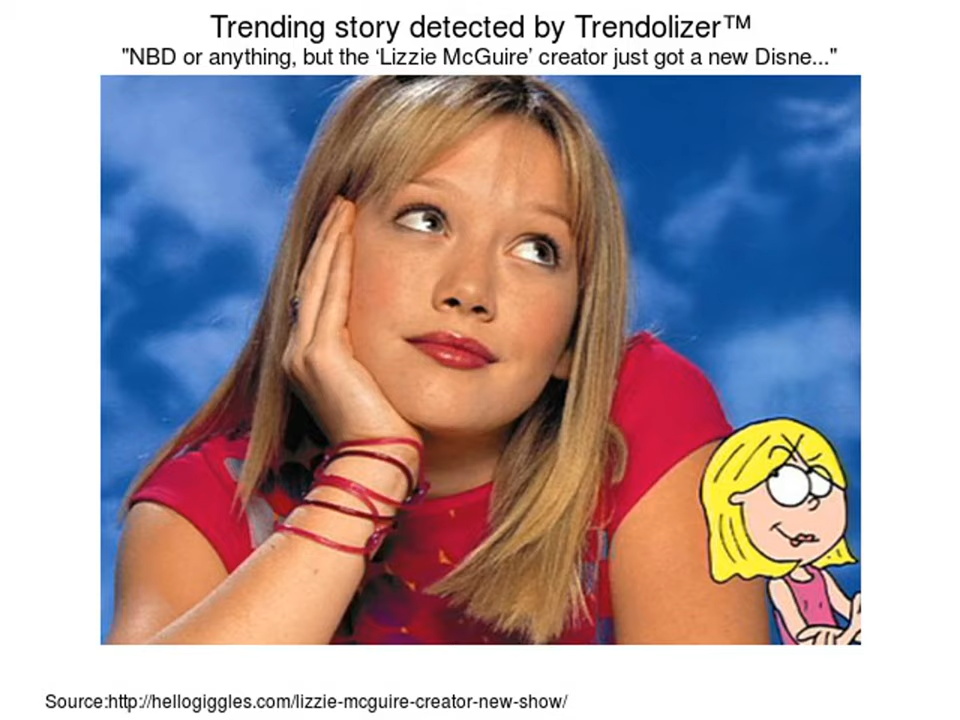 Trending story detected by Trendolizer™
"NBD or anything, but the ‘Lizzie McGuire’ creator just got a new Disne..."
Source:http://hellogiggles.com/lizzie-mcguire-creator-new-show/